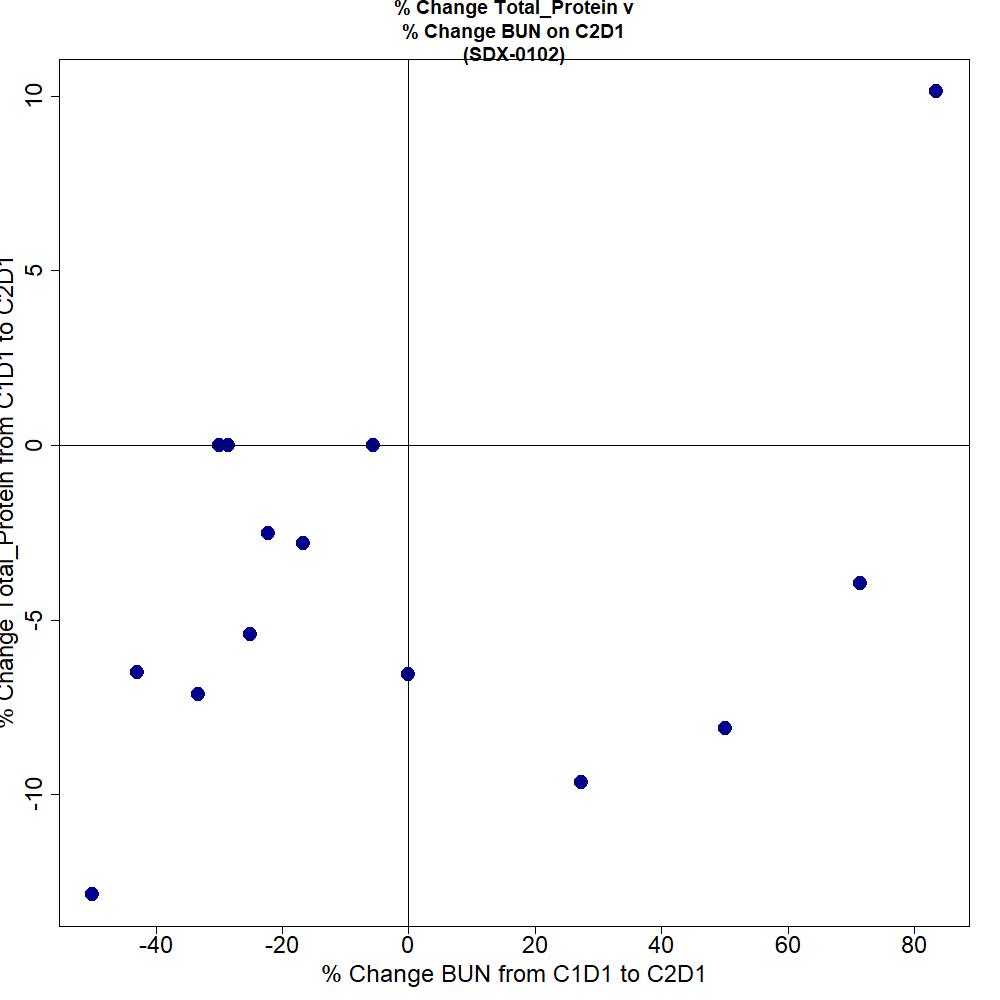 % Change Total_Protein v
% Change BUN on C2D1
(SDX-0102)
% Change Total_Protein from C1D1 to C2D1
10
5
0
-5
-10
-40
-20
0
20
40
60
80
% Change BUN from C1D1 to C2D1